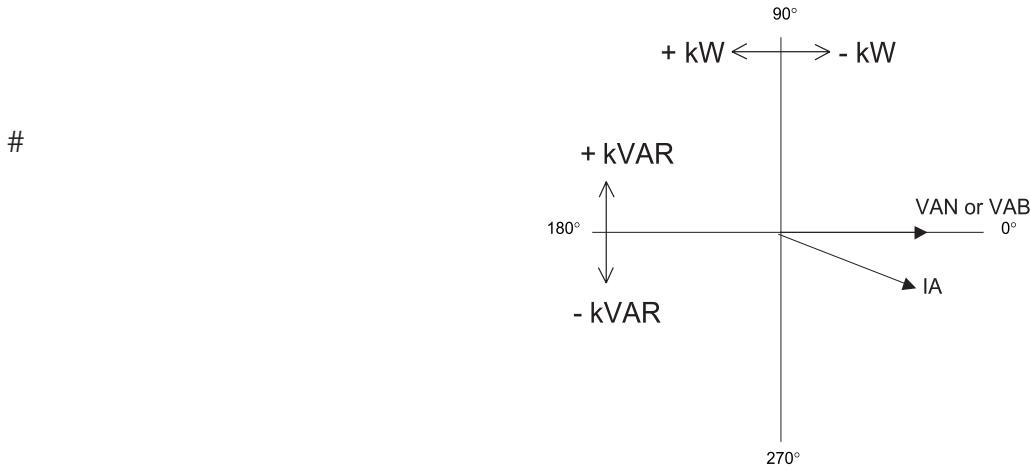 90°
+ kW
- kW
#
+ kVAR
VAN or VAB
180°
0°
IA
- kVAR
270°